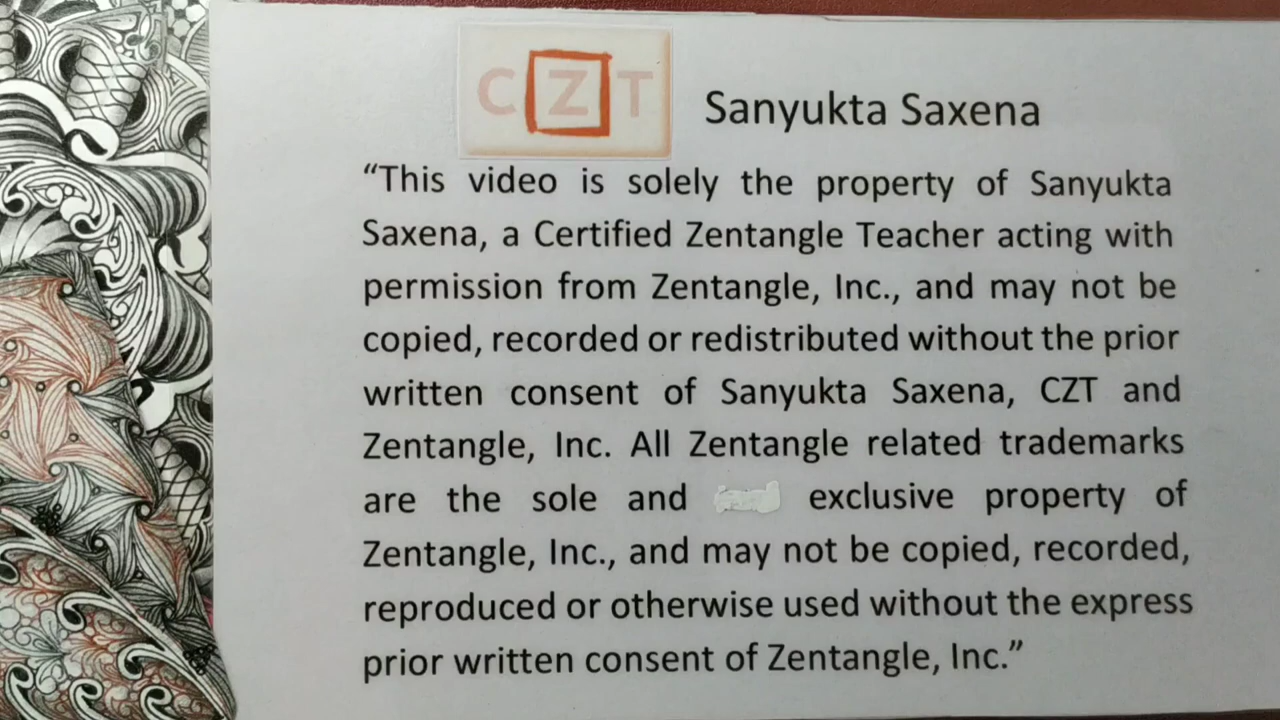 CZT
Sanyukta Saxena
“This video is solely the property of Sanyukta
Saxena, a Certified Zentangle Teacher acting with
permission from Zentangle, Inc., and may not be
copied, recorded or redistributed without the prior
written consent of Sanyukta Saxena, CZT and
Zentangle, Inc. All Zentangle related trademarks
are the sole and exclusive property of
Zentangle, Inc., and may not be copied, recorded,
reproduced or otherwise used without the express
prior written consent of Zentangle, Inc.”